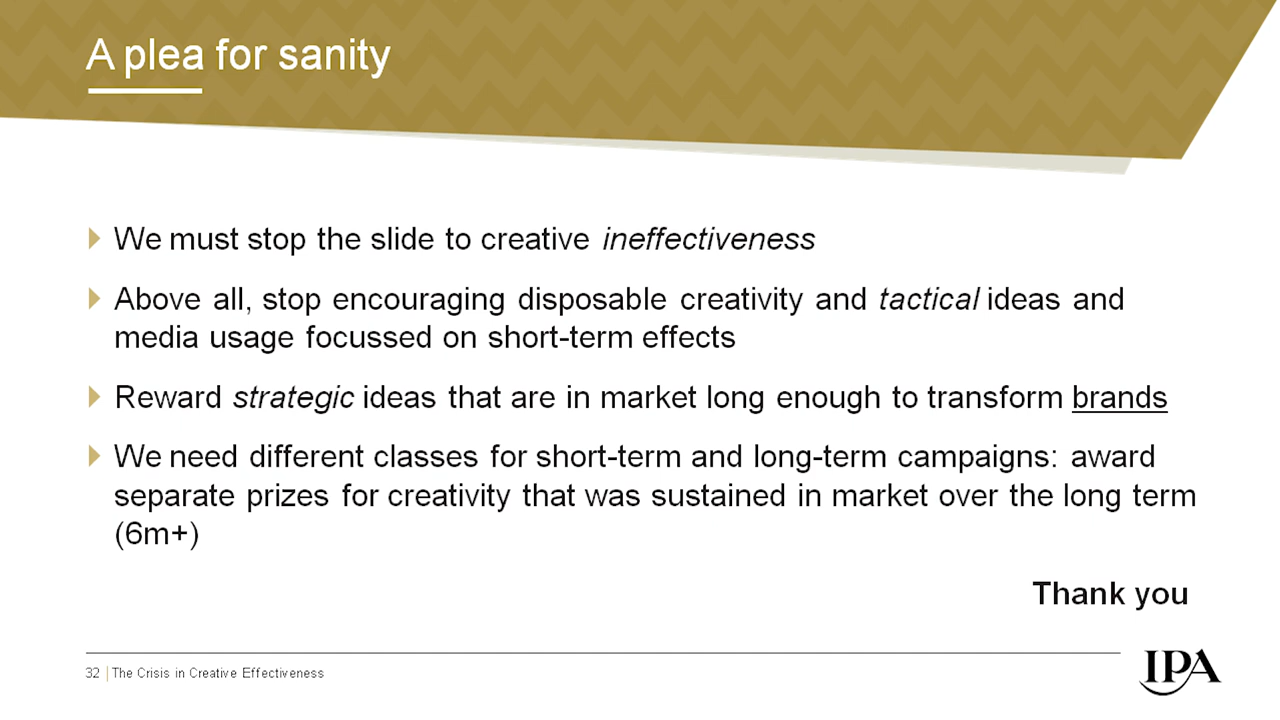 A plea for sanity
We must stop the slide to creative ineffectiveness
Above all, stop encouraging disposable creativity and tactical ideas and
media usage focussed on short-term effects
Reward strategic ideas that are in market long enough to transform brands
We need different classes for short-term and long-term campaigns: award
separate prizes for creativity that was sustained in market over the long term
(6m+)
Thank you
32 | The Crisis in Creative Effectiveness
IPA